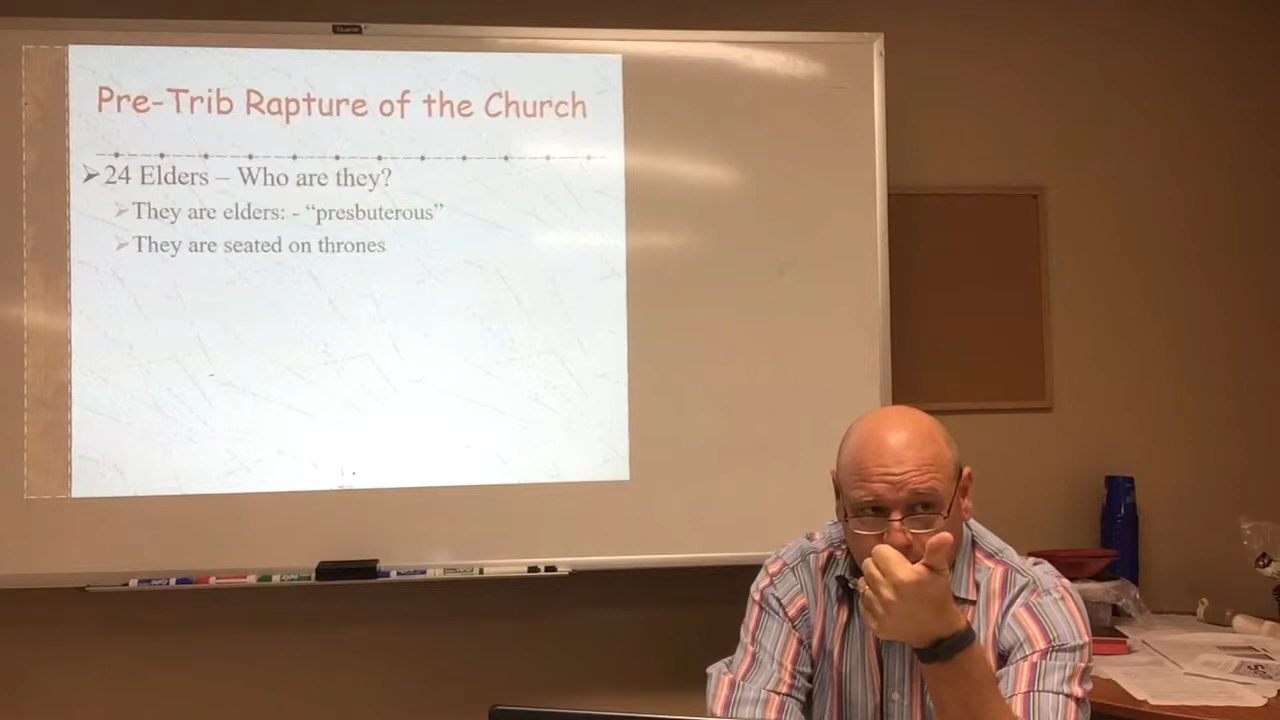 Pre-Trib Rapture of the Church
➢24 Elders – Who are they?
➢They are elders: - “presbuterous”
➢They are seated on thrones